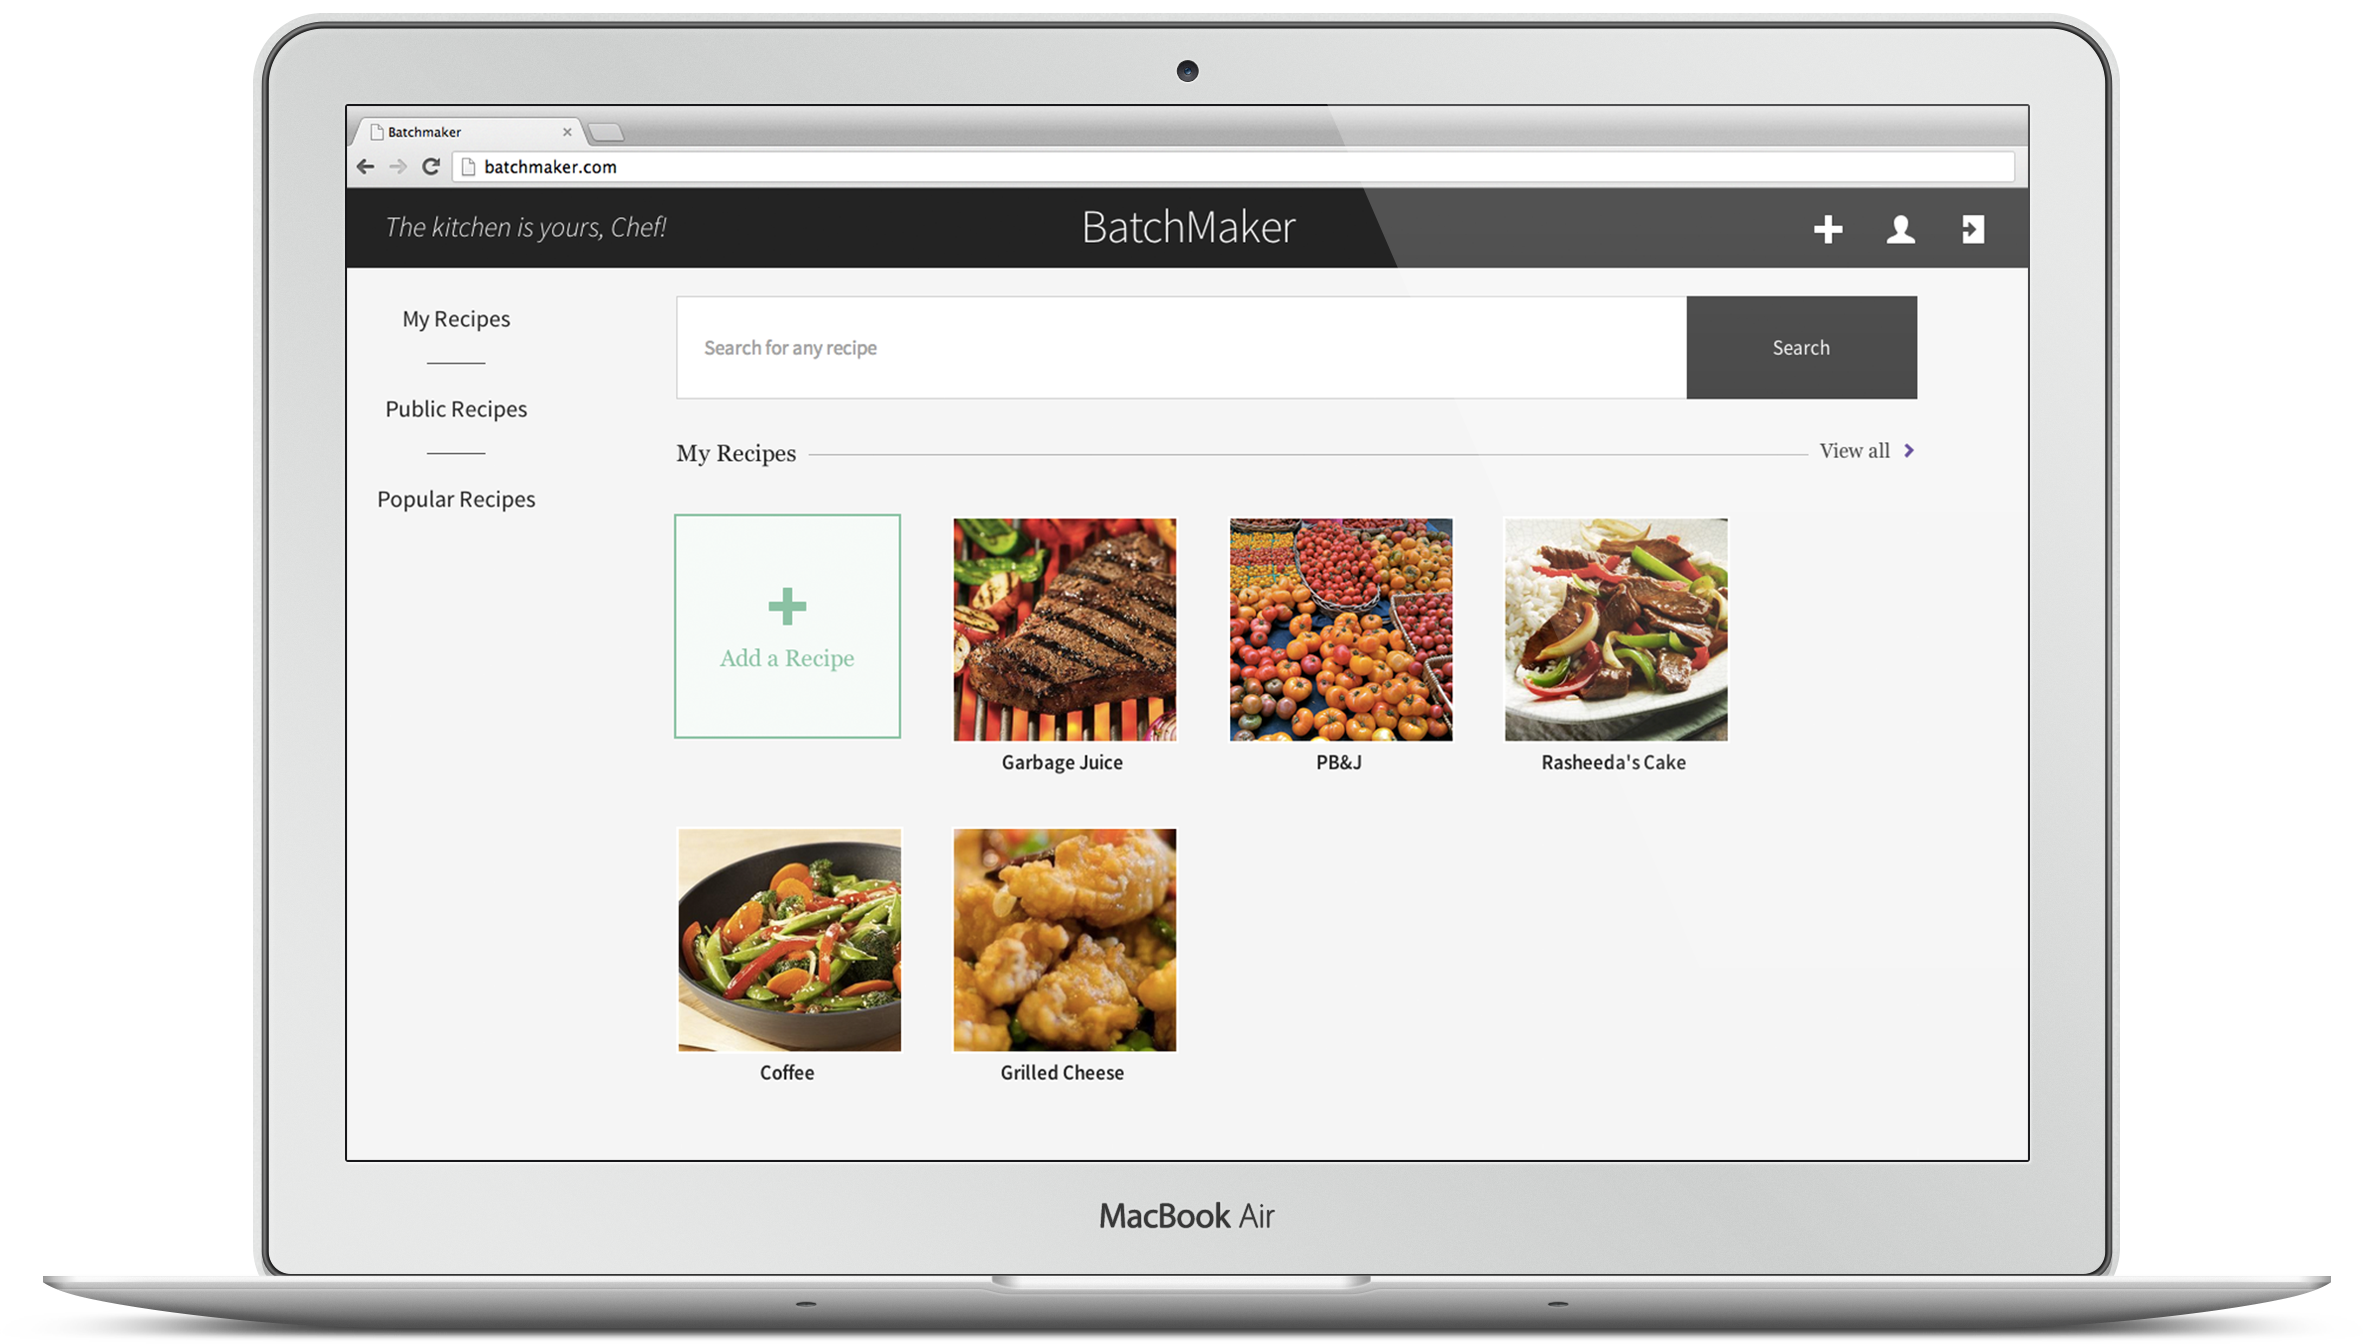 Batchmaker
batchmaker.com
The kitchen is yours, Chef!
BatchMaker
My Recipes
Public Recipes
Popular Recipes
Search for any recipe
Search
My Recipes
View all
Add a Recipe
Garbage Juice
PB&J
Rasheeda's Cake
Coffee
Grilled Cheese
MacBook Air